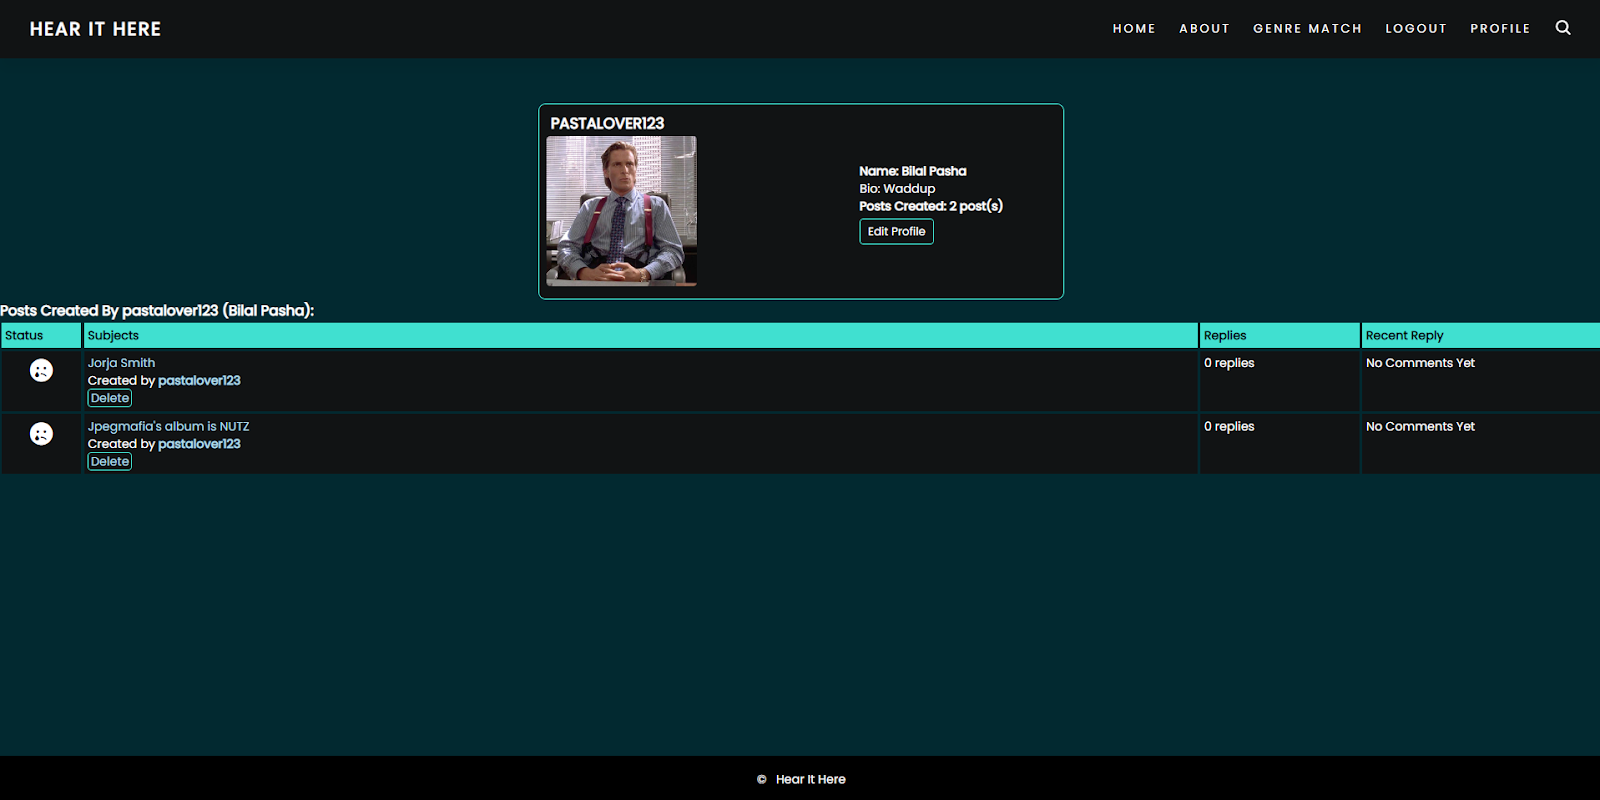 HEAR IT HERE
HOME ABOUT GENRE MATCH LOGOUT PROFILE
PASTALOVER123
Name: Bilal Pasha
Bio: Waddup
Posts Created: 2 post(s)
Edit Profile
Posts Created By pastalover123 (Bilal Pasha):
Status Subjects Replies Recent Reply
Jorja Smith 0 replies No Comments Yet
Created by pastalover123
Delete
Jpegmafia's album is NUTZ 0 replies No Comments Yet
Created by pastalover123
Delete
© Hear It Here